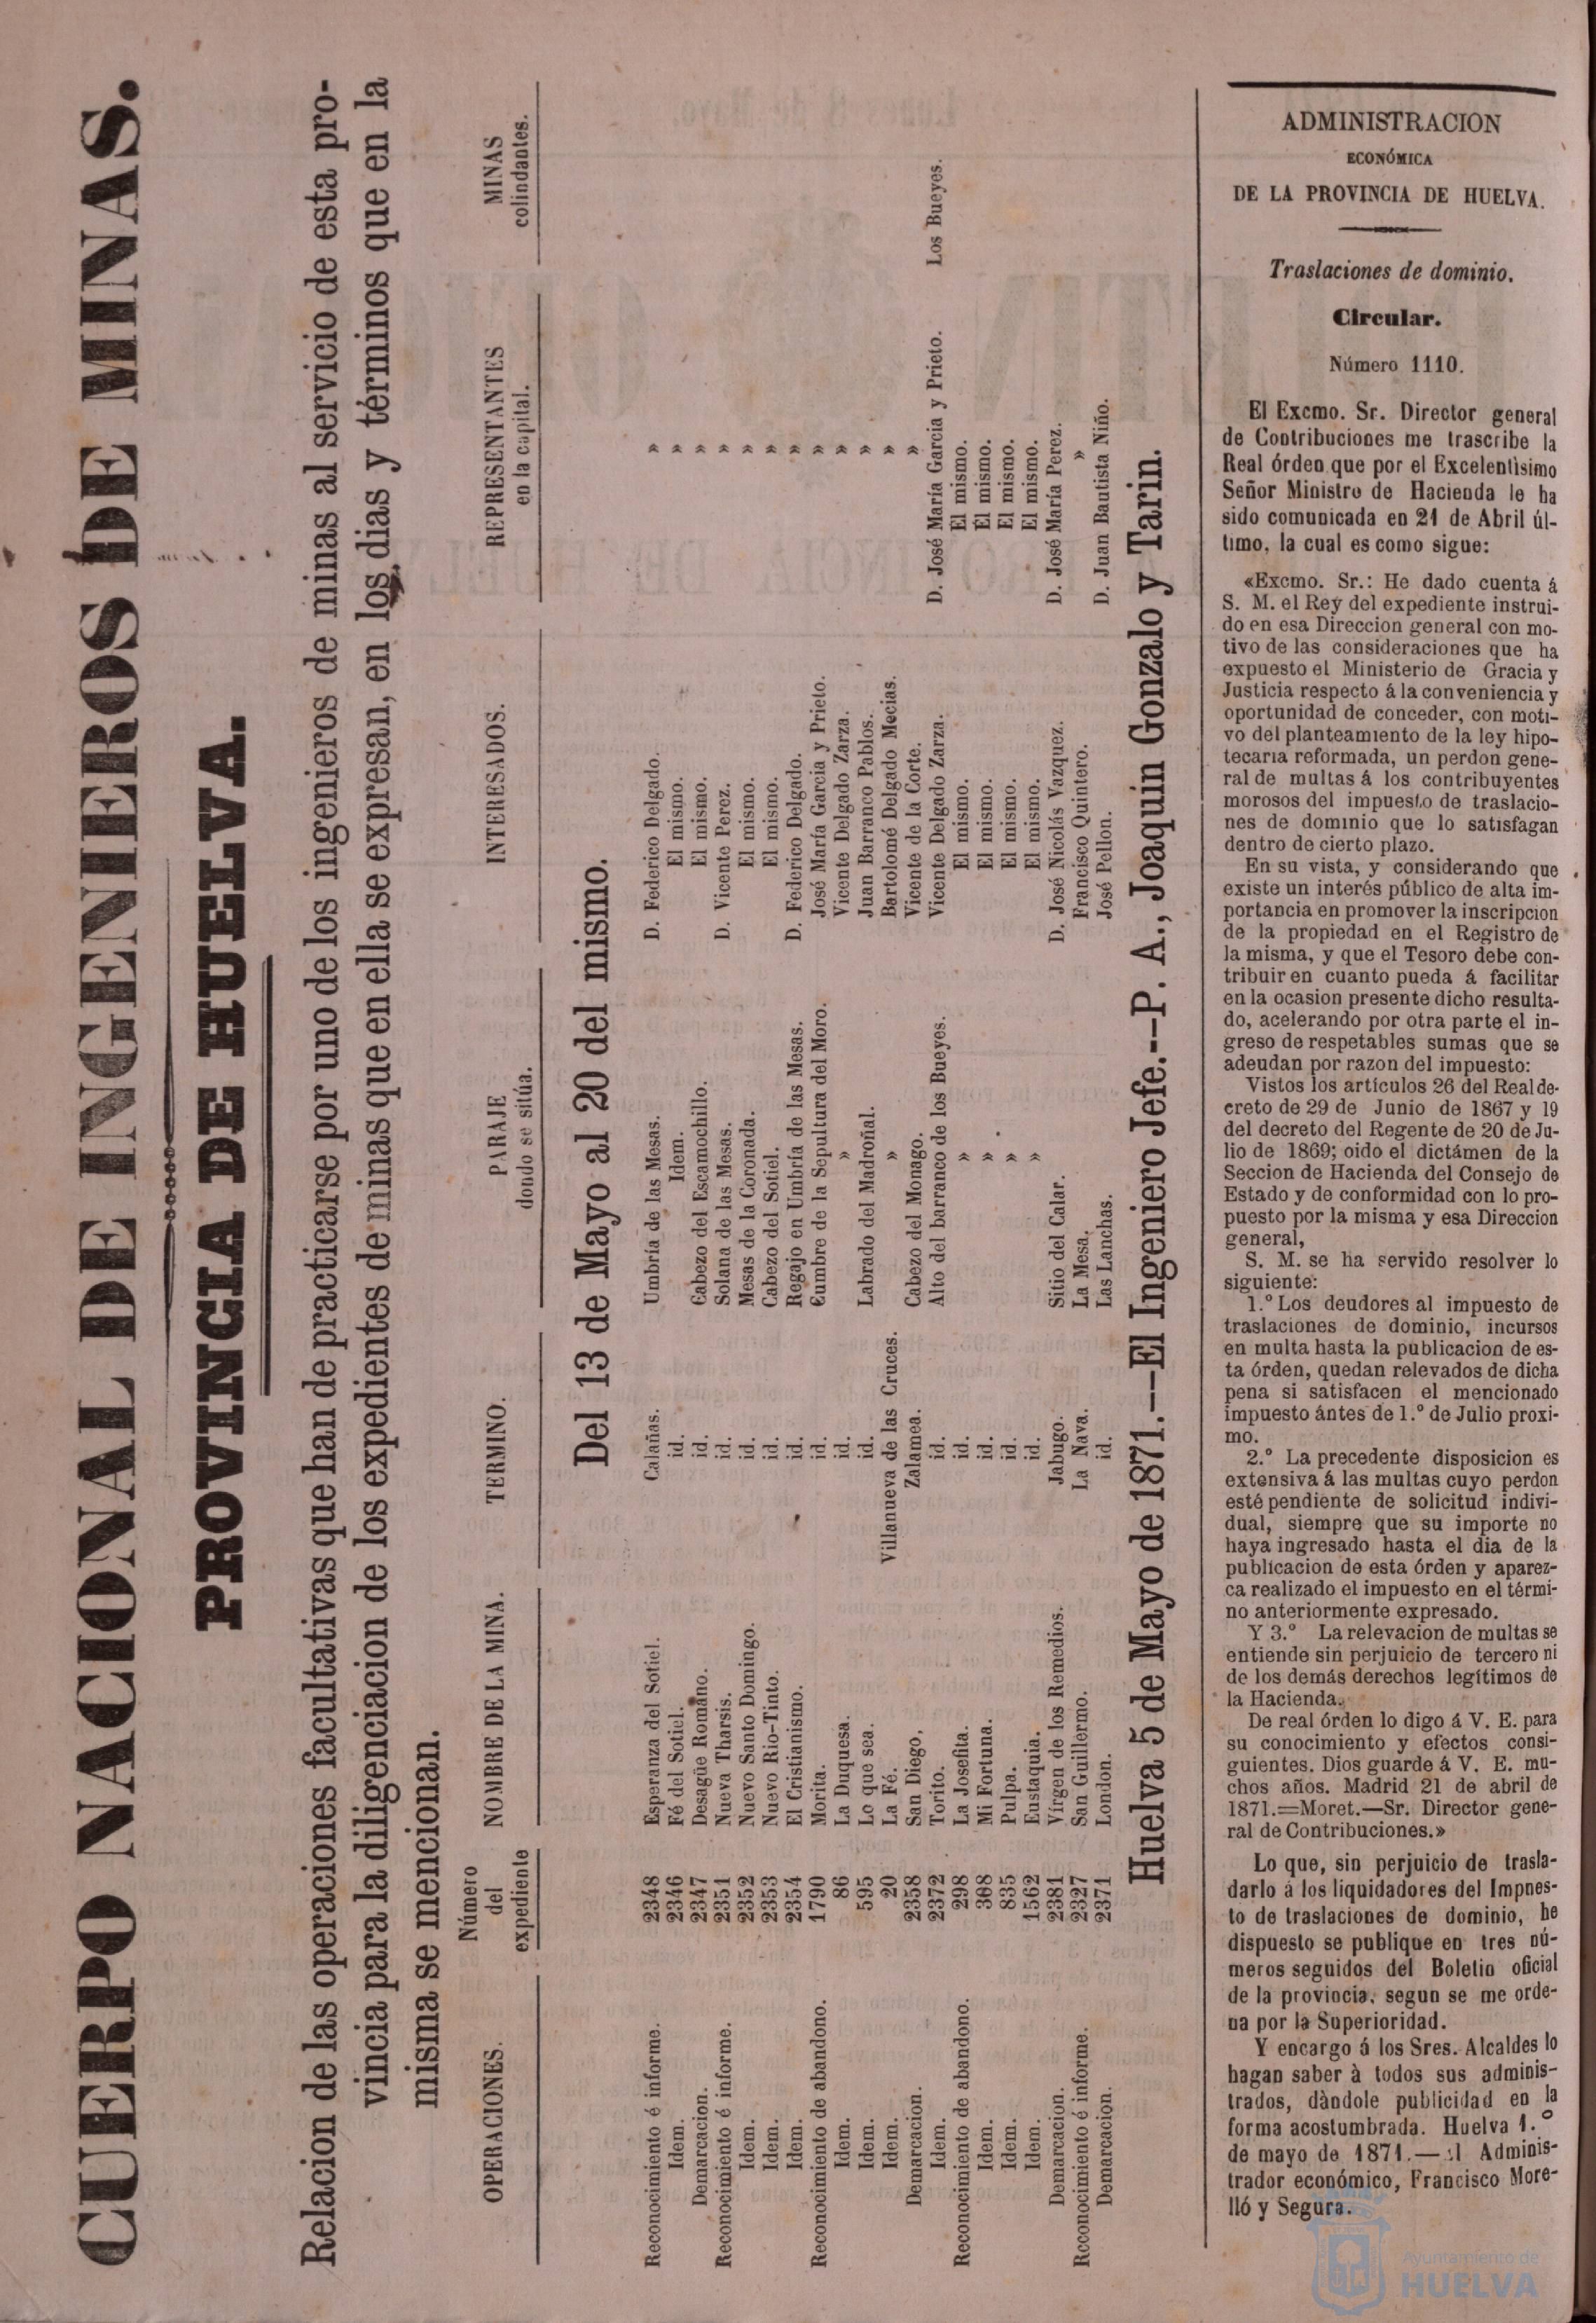 CUERPO NACIONAL DE INGENIEROS DE MINAS.
PROVINCIA DE HUELVA.
Relacion de las operaciones facultativas que han de practicarse por uno de los ingenieros de minas al servicio de esta pro-
vincia para la diligenciacion de los expedientes de minas que en ella se expresan, en los dias y términos que en la
misma se mencionan.
OPERACIONES. Número del expediente NOMBRE DE LA MINA. TERMINO. PARAJE donde se sitúa. INTERESADOS. REPRESENTANTES en la capital. MINAS colindantes.
Del 13 de Mayo al 20 del mismo.
Reconocimiento é informe. 2348 Esperanza del Sotiel. Calañas. Umbría de las Mesas. D. Federico Delgado. »
Idem. 2346 Fé del Sotiel. id. Idem. El mismo. »
Demarcacion. 2347 Desagüe Romano. id. Cabezo del Escamochillo. El mismo. »
Reconocimiento é informe. 2351 Nueva Tharsis. id. Solana de las Mesas. D. Vicente Perez. »
Idem. 2352 Nuevo Santo Domingo. id. Mesas de la Coronada. El mismo. »
Idem. 2353 Nuevo Rio-Tinto. id. Cabezo del Sotiel. El mismo. »
Idem. 2354 El Cristianismo. id. Regajo en Umbría de las Mesas. D. Federico Delgado. »
Reconocimiento de abandono. 1790 Morita. id. Cumbre de la Sepultura del Moro. José María Garcia y Prieto. »
Idem. 86 La Duquesa. id. » Vicente Delgado Zarza. »
Idem. 595 Lo que sea. id. Labrado del Madroñal. Juan Barranco Pablos. »
Idem. 20 La Fé. Villanueva de las Cruces. » Bartolomé Delgado Mecias. »
Demarcacion. 2358 San Diego, Zalamea. Cabezo del Monago. Vicente de la Corte. »
Idem. 2372 Torito. id. Alto del barranco de los Bueyes. Vicente Delgado Zarza. D. José María Garcia y Prieto. Los Bueyes.
Reconocimiento de abandono. 298 La Josefita. id. » El mismo. El mismo.
Idem. 308 Mi Fortuna. id. » El mismo. El mismo.
Idem. 835 Pulpa. id. » El mismo. El mismo.
Idem. 1562 Eustaquia. id. » El mismo. El mismo.
Demarcacion. 2381 Vírgen de los Remedios. Jabugo. Sitio del Calar. D. José Nicolás Vazquez. D. José María Perez.
Reconocimiento é informe. 2327 San Guillermo. La Nava. La Mesa. Francisco Quintero. »
Demarcacion. 2371 London. id. Las Lanchas. José Pellon. D. Juan Bautista Niño.
Huelva 5 de Mayo de 1871.--El Ingeniero Jefe.--P. A., Joaquin Gonzalo y Tarin.
ADMINISTRACION
ECONÓMICA
DE LA PROVINCIA DE HUELVA.
Traslaciones de dominio.
Circular.
Número 1110.
El Excmo. Sr. Director general
de Contribuciones me trascribe la
Real órden que por el Excelentìsimo
Señor Ministro de Hacienda le ha
sido comunicada en 21 de Abril úl-
timo, la cual es como sigue:
«Excmo. Sr.: He dado cuenta á
S. M. el Rey del expediente instrui-
do en esa Direccion general con mo-
tivo de las consideraciones que ha
expuesto el Ministerio de Gracia y
Justicia respecto á la conveniencia y
oportunidad de conceder, con moti-
vo del planteamiento de la ley hipo-
tecaria reformada, un perdon gene-
ral de multas á los contribuyentes
morosos del impuesto de traslacio-
nes de dominio que lo satisfagan
dentro de cierto plazo.
En su vista, y considerando que
existe un interés público de alta im-
portancia en promover la inscripcion
de la propiedad en el Registro de
la misma, y que el Tesoro debe con-
tribuir en cuanto pueda á facilitar
en la ocasion presente dicho resulta-
do, acelerando por otra parte el in-
greso de respetables sumas que se
adeudan por razon del impuesto:
Vistos los artículos 26 del Real de-
creto de 29 de Junio de 1867 y 19
del decreto del Regente de 20 de Ju-
lio de 1869; oido el dictámen de la
Seccion de Hacienda del Consejo de
Estado y de conformidad con lo pro-
puesto por la misma y esa Direccion
general,
S. M. se ha servido resolver lo
siguiente:
1.º Los deudores al impuesto de
traslaciones de dominio, incursos
en multa hasta la publicacion de es-
ta órden, quedan relevados de dicha
pena si satisfacen el mencionado
impuesto ántes de 1.º de Julio proxi-
mo.
2.º La precedente disposicion es
extensiva á las multas cuyo perdon
esté pendiente de solicitud indivi-
dual, siempre que su importe no
haya ingresado hasta el dia de la
publicacion de esta órden y aparez-
ca realizado el impuesto en el térmi-
no anteriormente expresado.
Y 3.º La relevacion de multas se
entiende sin perjuicio de tercero ni
de los demás derechos legítimos de
la Hacienda.
De real órden lo digo á V. E. para
su conocimiento y efectos consi-
guientes. Dios guarde á V. E. mu-
chos años. Madrid 21 de abril de
1871.=Moret.—Sr. Director gene-
ral de Contribuciones.»
Lo que, sin perjuicio de trasla-
darlo á los liquidadores del Impues-
to de traslaciones de dominio, he
dispuesto se publique en tres nú-
meros seguidos del Boletin oficial
de la provincia, segun se me orde-
na por la Superioridad.
Y encargo á los Sres. Alcaldes lo
hagan saber à todos sus adminis-
trados, dàndole publicidad en la
forma acostumbrada. Huelva 1.º
de mayo de 1871.—El Adminis-
trador económico, Francisco More-
lló y Segura.
Ayuntamiento de
HUELVA